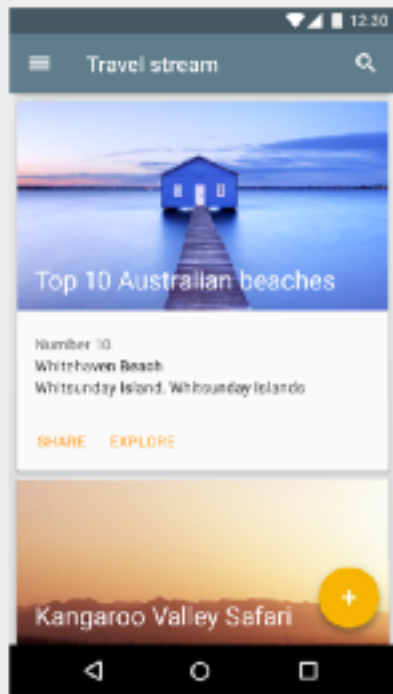 12:30
Travel stream
Top 10 Australian beaches
Number 10
Whitehaven Beach
Whitsunday Island, Whitsunday Islands
SHARE EXPLORE
Kangaroo Valley Safari
+